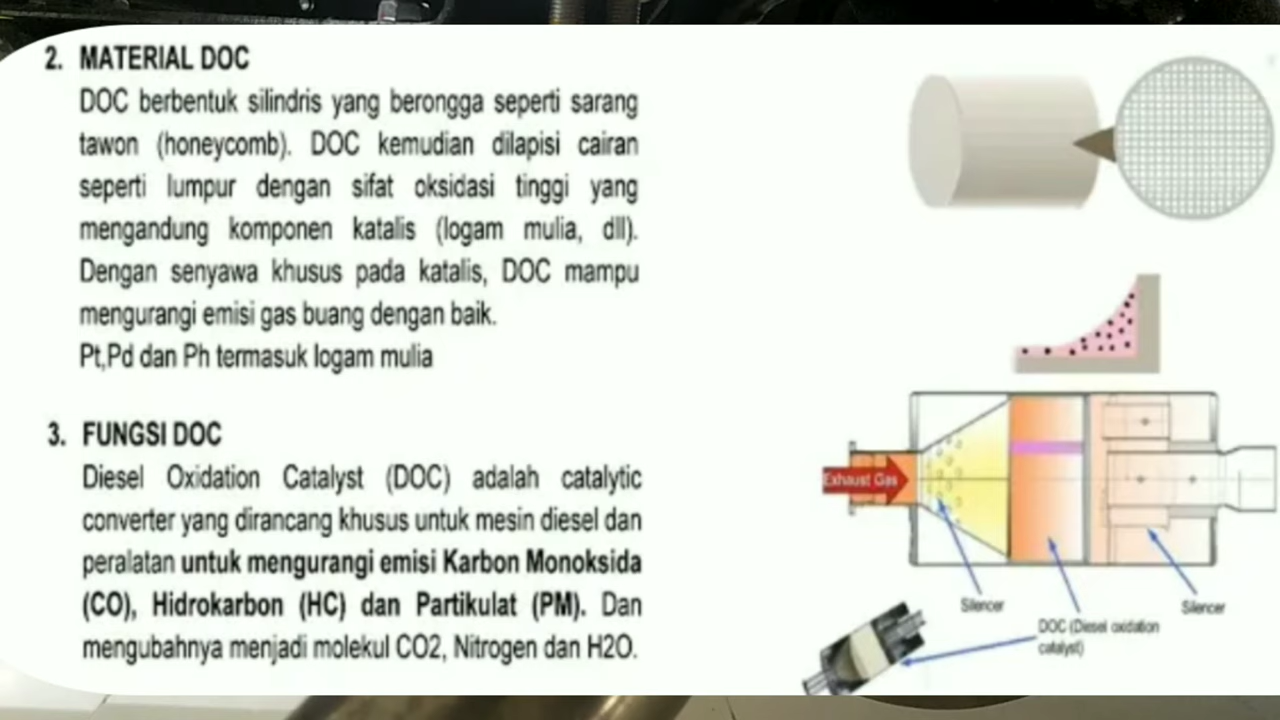 2. MATERIAL DOC
DOC berbentuk silindris yang berongga seperti sarang
tawon (honeycomb). DOC kemudian dilapisi cairan
seperti lumpur dengan sifat oksidasi tinggi yang
mengandung komponen katalis (logam mulia, dll).
Dengan senyawa khusus pada katalis, DOC mampu
mengurangi emisi gas buang dengan baik.
Pt,Pd dan Ph termasuk logam mulia
3. FUNGSI DOC
Diesel Oxidation Catalyst (DOC) adalah catalytic
converter yang dirancang khusus untuk mesin diesel dan
peralatan untuk mengurangi emisi Karbon Monoksida
(CO), Hidrokarbon (HC) dan Partikulat (PM). Dan
mengubahnya menjadi molekul CO2, Nitrogen dan H2O.
Exhaust Gas
Silencer
Silencer
DOC (Diesel oxidation
catalyst)